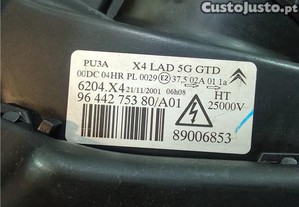 CustoJusto.pt
PU3A X4 LAD 5G GTD
00DC 04HR PL 0029 12 37.5 02A 01 1a
6204.X4 21/11/2001 06h08
96 442 753 80/A01
HT
25000V
89006853